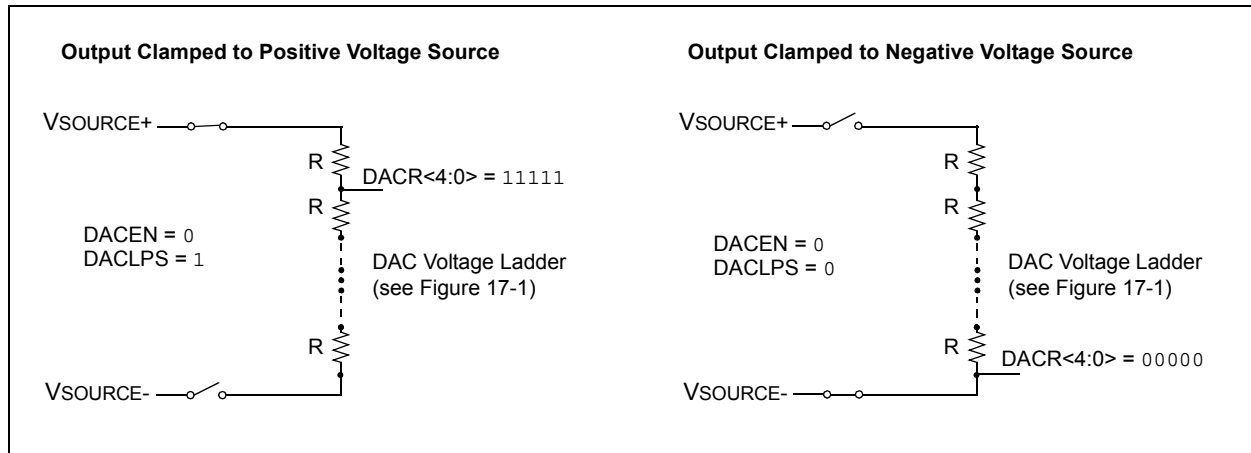 Output Clamped to Positive Voltage Source
VSOURCE+
R
DACR<4:0> = 11111
R
DACEN = 0
DACLPS = 1
DAC Voltage Ladder
(see Figure 17-1)
R
VSOURCE-
Output Clamped to Negative Voltage Source
VSOURCE+
R
R
DACEN = 0
DACLPS = 0
DAC Voltage Ladder
(see Figure 17-1)
R
DACR<4:0> = 00000
VSOURCE-